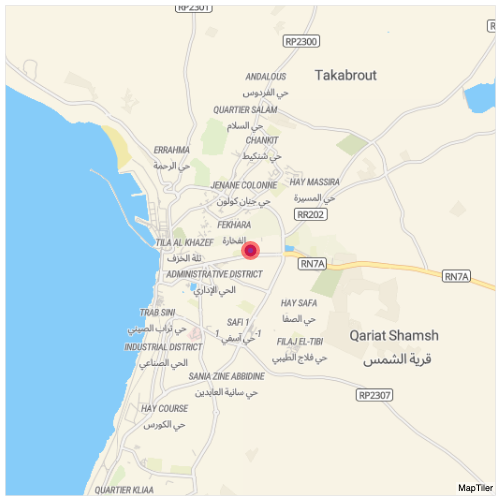 RP2301
RP2300
R
Takabrout
ANDALOUS
حي الفردوس
QUARTIER SALAM
حي السلام
CHANKIT
حي شنكيط
ERRAHMA
حي الرحمة
JENANE COLONNE
حي جنان كولون
HAY MASSIRA
حي المسيرة
RR202
FEKHARA
الفخارة
TILA AL KHAZEF
تلة الخزف
RN7A
RN7A
ADMINISTRATIVE DISTRICT
الحي الإداري
HAY SAFA
حي الصفا
TRAB SINI
حي تراب الصيني
SAFI 1
حي أسفي 1
Qariat Shamsh
قرية الشمس
FILAJ EL-TIBI
حي فلاج الطيبي
INDUSTRIAL DISTRICT
الحي الصناعي
SANIA ZINE ABBIDINE
حي سانية العابدين
RP2307
HAY COURSE
حي الكورس
QUARTIER KLIAA
MapTiler